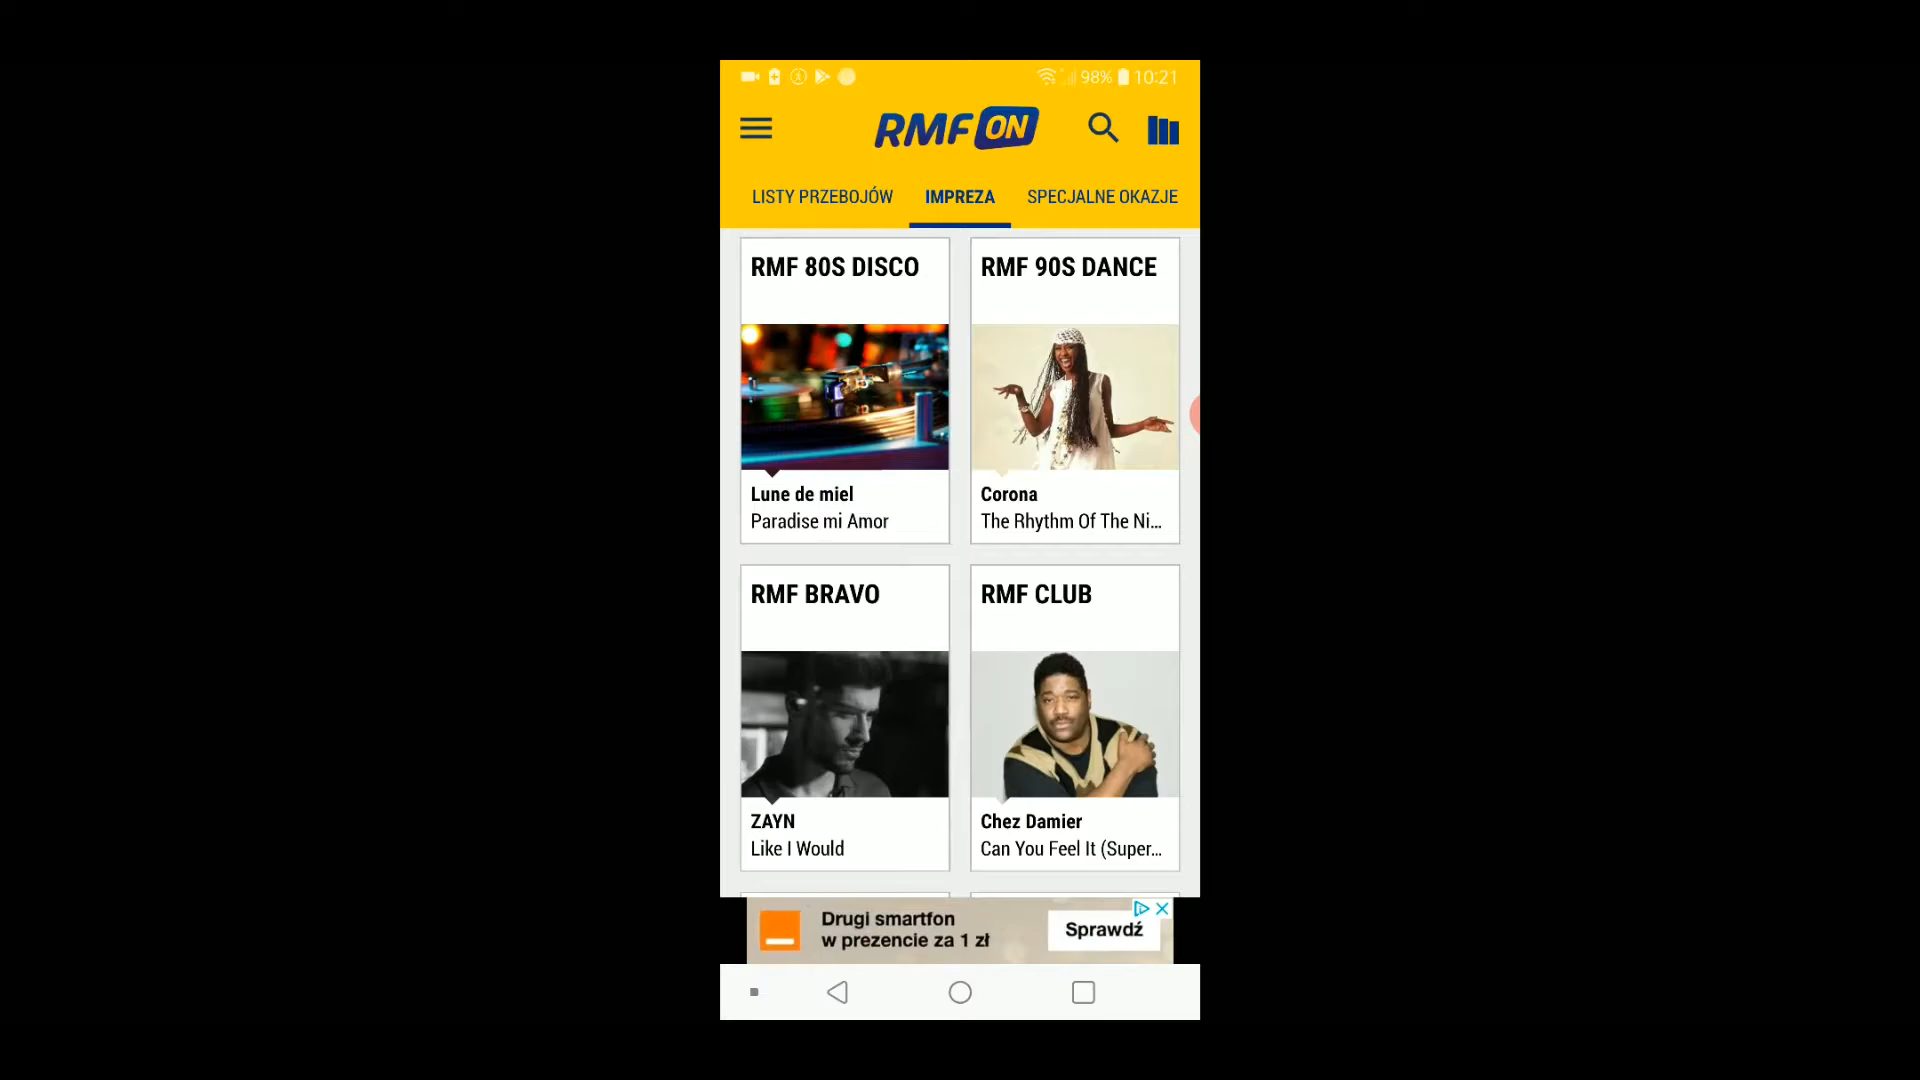 98% 10:21
RMF ON
LISTY PRZEBOJÓW IMPREZA SPECJALNE OKAZJE
RMF 80S DISCO
Lune de miel
Paradise mi Amor
RMF 90S DANCE
Corona
The Rhythm Of The Ni...
RMF BRAVO
ZAYN
Like I Would
RMF CLUB
Chez Damier
Can You Feel It (Super...
Drugi smartfon
w prezencie za 1 zł
Sprawdź